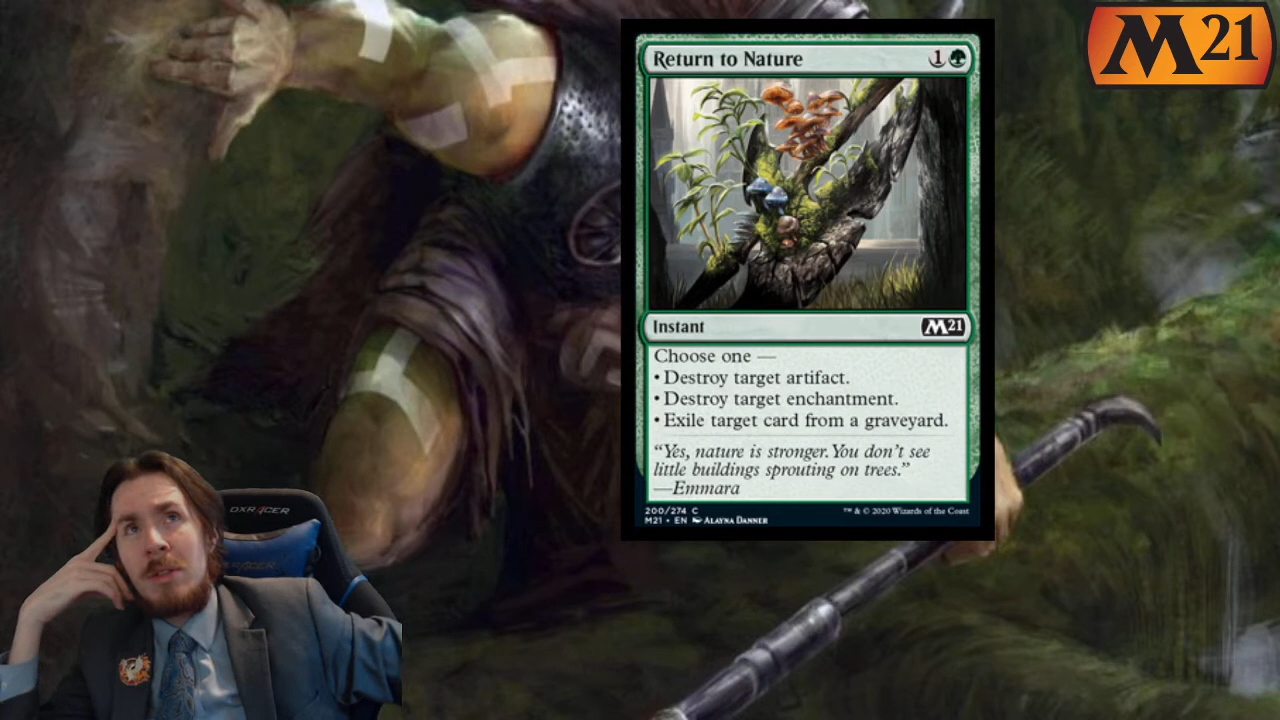 M21
Return to Nature 1
Instant M21
Choose one —
• Destroy target artifact.
• Destroy target enchantment.
• Exile target card from a graveyard.
“Yes, nature is stronger. You don’t see
little buildings sprouting on trees.”
—Emmara
200/274 C ™ & © 2020 Wizards of the Coast
M21 • EN Alayna Danner
DXRACER